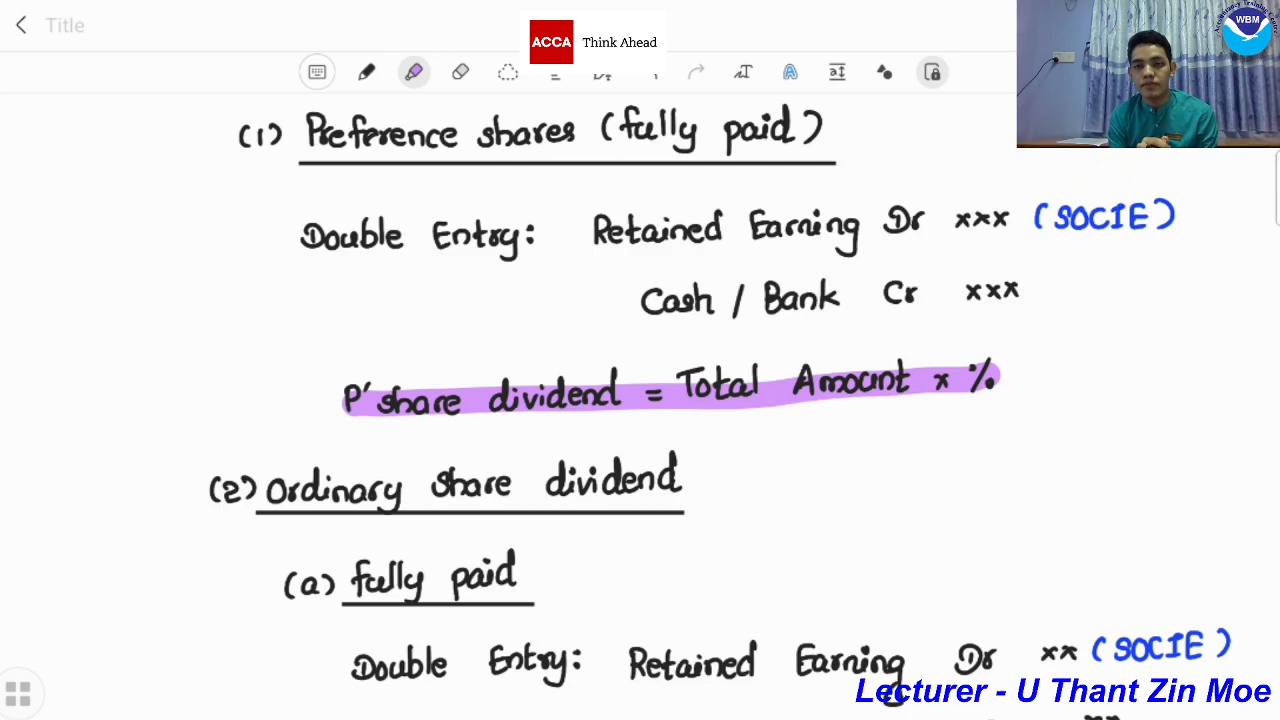 Title
ACCA Think Ahead
WBM
(1) Preference shares (fully paid)
Double Entry: Retained Earning Dr xxx (SOCIE)
Cash / Bank Cr xxx
P' share dividend = Total Amount x %
(2) Ordinary share dividend
(a) fully paid
Double Entry: Retained Earning Dr xx (SOCIE)
Lecturer - U Thant Zin Moe